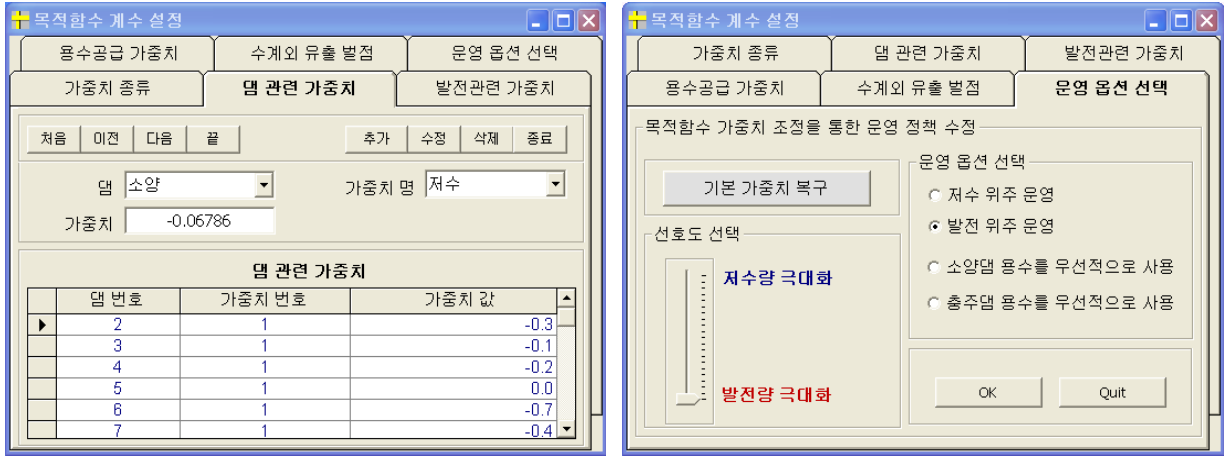 목적함수 계수 설정
용수공급 가중치 수계외 유출 벌점 운영 옵션 선택
가중치 종류 댐 관련 가중치 발전관련 가중치
처음 이전 다음 끝 추가 수정 삭제 종료
댐 소양 가중치 명 저수
가중치 -0.06786
댐 관련 가중치
댐 번호 가중치 번호 가중치 값
2 1 -0.3
3 1 -0.1
4 1 -0.2
5 1 0.0
6 1 -0.7
7 1 -0.4
목적함수 계수 설정
가중치 종류 댐 관련 가중치 발전관련 가중치
용수공급 가중치 수계외 유출 벌점 운영 옵션 선택
목적함수 가중치 조정을 통한 운영 정책 수정
기본 가중치 복구
선호도 선택
저수량 극대화
발전량 극대화
운영 옵션 선택
저수 위주 운영
발전 위주 운영
소양댐 용수를 우선적으로 사용
충주댐 용수를 우선적으로 사용
OK Quit